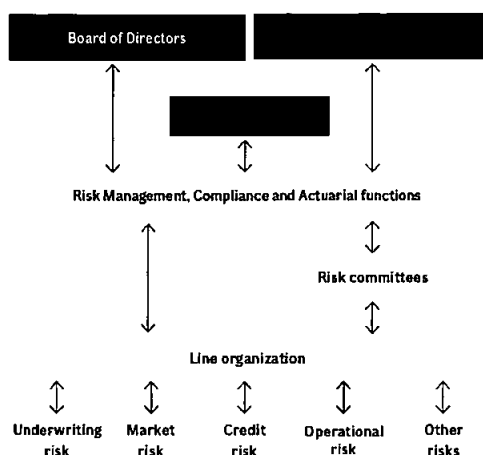 Board of Directors
Risk Management, Compliance and Actuarial functions
Risk committees
Line organization
Underwriting risk
Market risk
Credit risk
Operational risk
Other risks